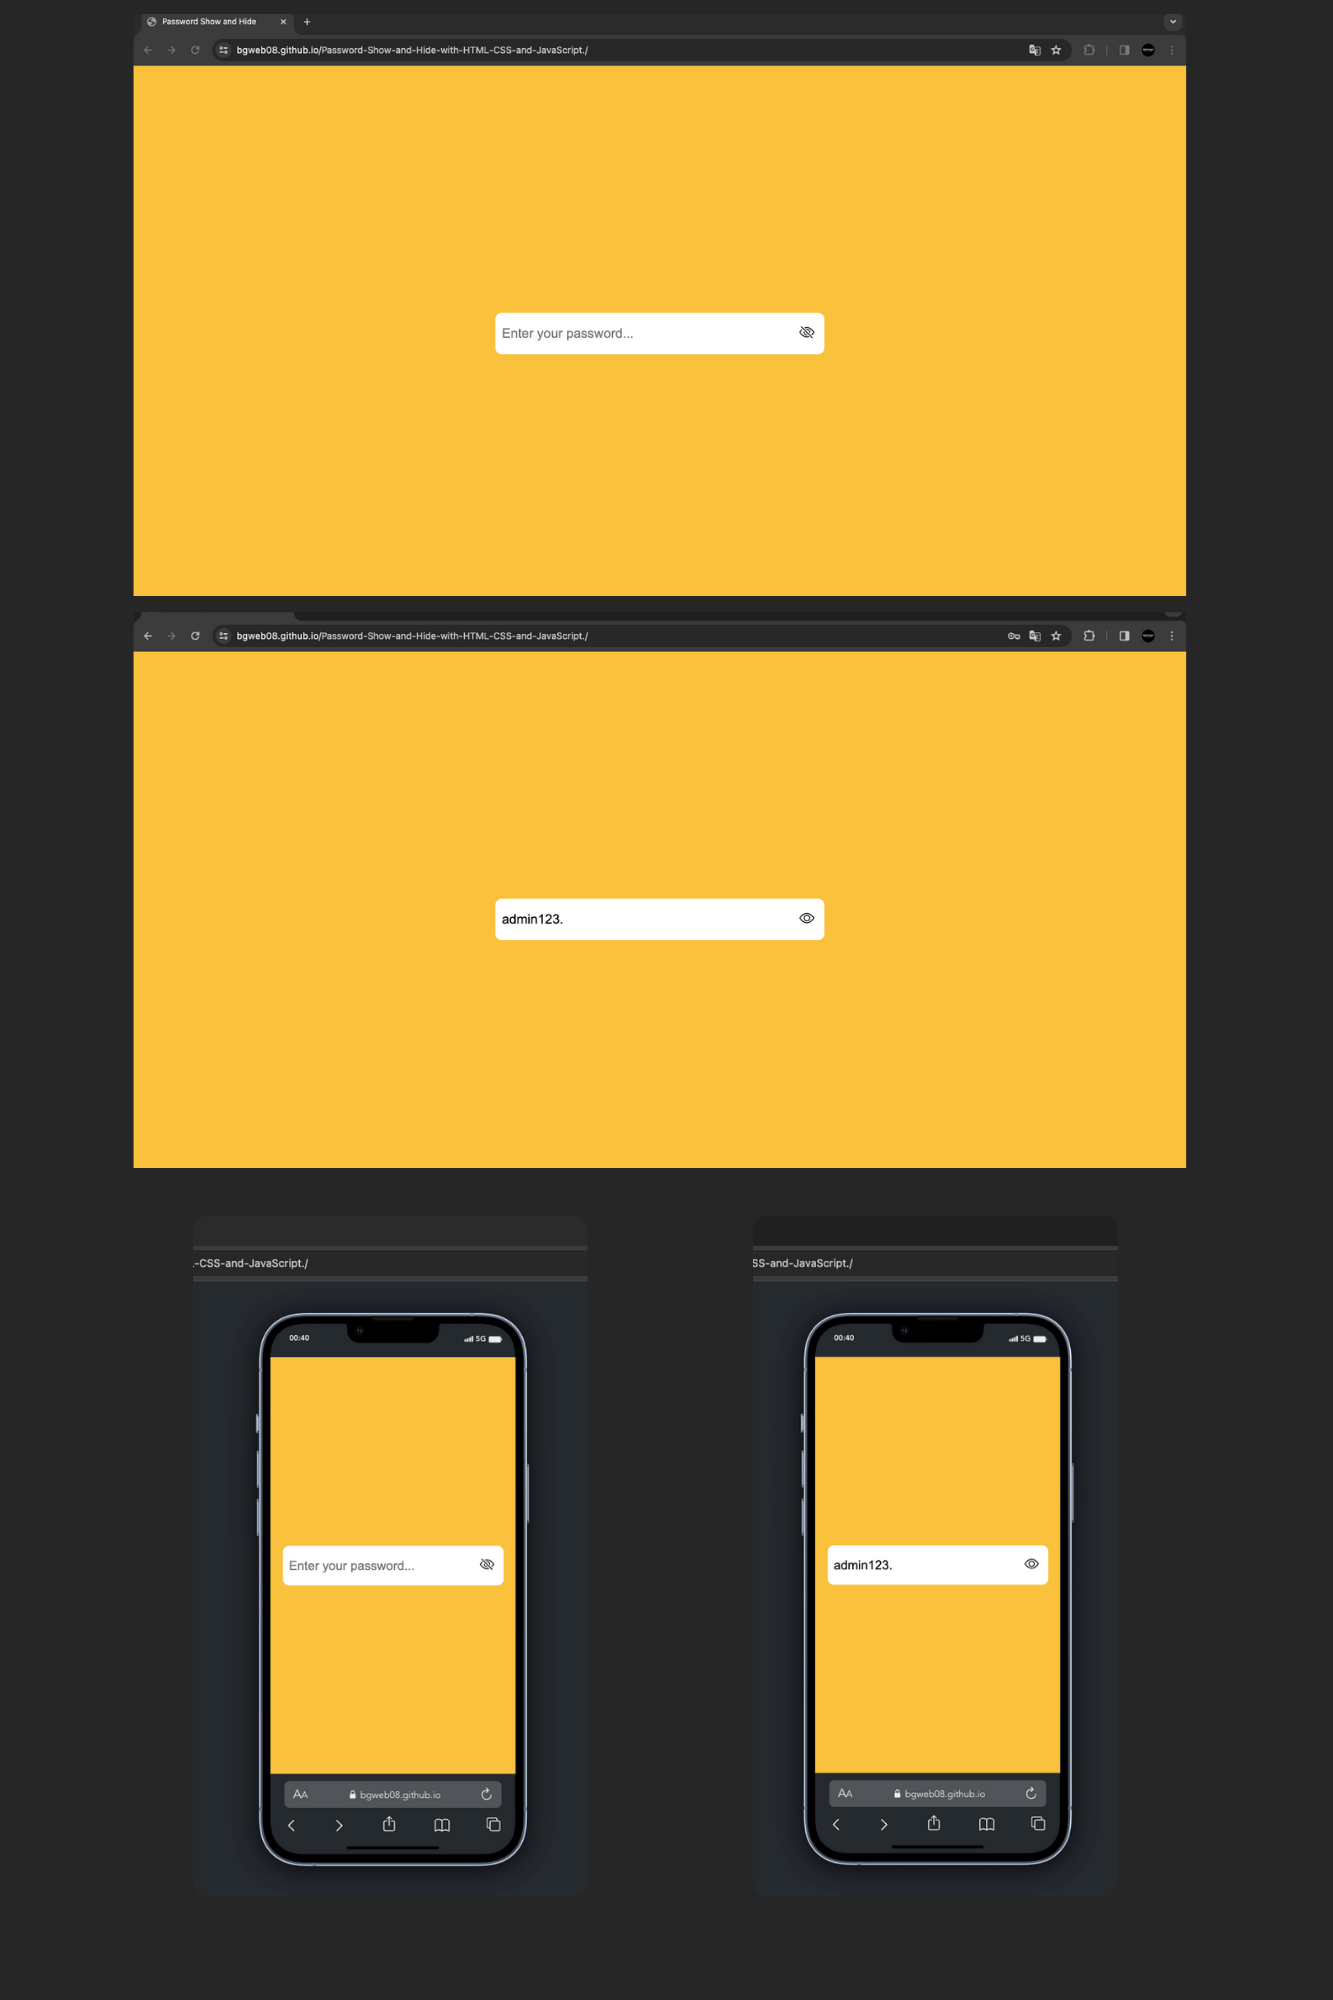 Password Show and Hide
bgweb08.github.io/Password-Show-and-Hide-with-HTML-CSS-and-JavaScript./
Enter your password...
bgweb08.github.io/Password-Show-and-Hide-with-HTML-CSS-and-JavaScript./
admin123.
-CSS-and-JavaScript./
00:40
5G
Enter your password...
AA
bgweb08.github.io
SS-and-JavaScript./
00:40
5G
admin123.
AA
bgweb08.github.io